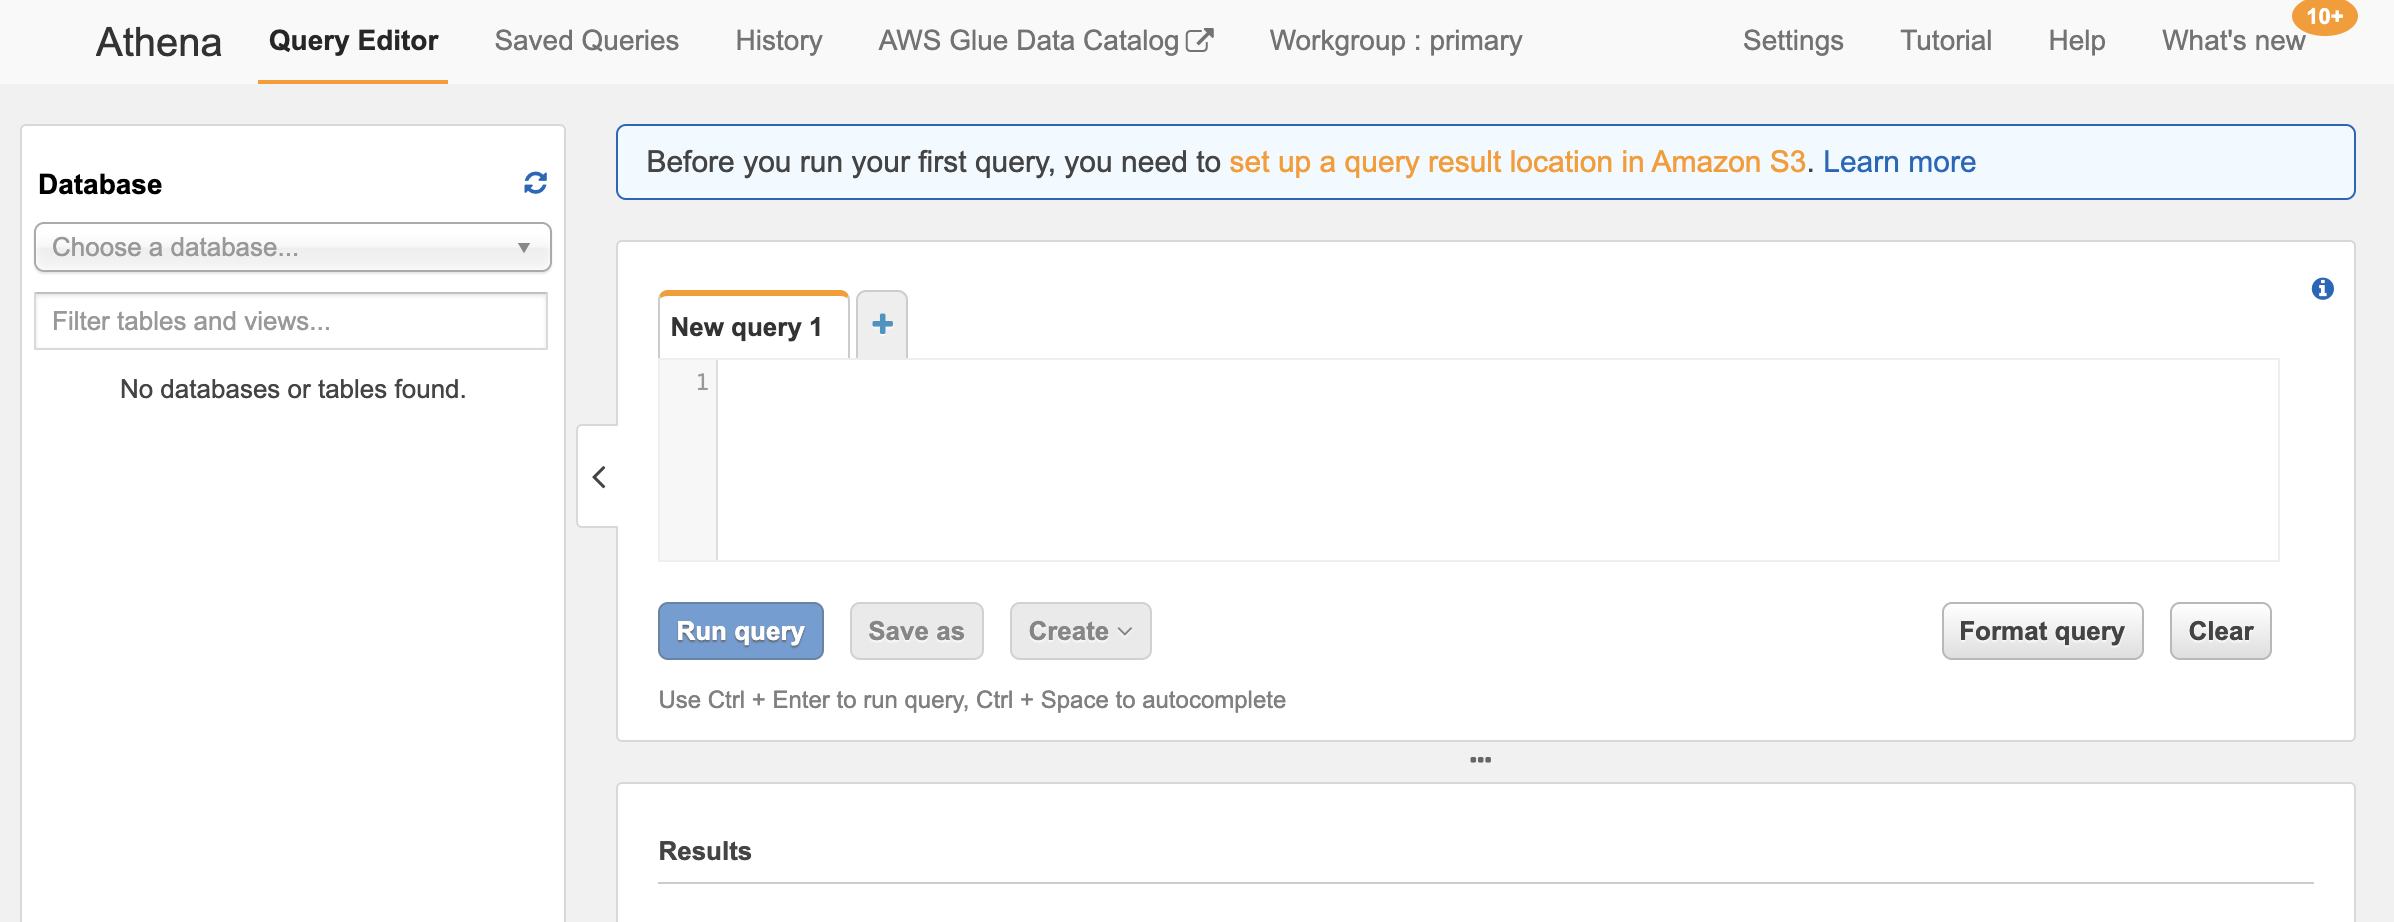 Athena
Query Editor
Saved Queries
History
AWS Glue Data Catalog
Workgroup : primary
Settings
Tutorial
Help
What's new
10+
Database
Choose a database...
Filter tables and views...
No databases or tables found.
Before you run your first query, you need to set up a query result location in Amazon S3. Learn more
New query 1
1
Run query
Save as
Create
Format query
Clear
Use Ctrl + Enter to run query, Ctrl + Space to autocomplete
Results